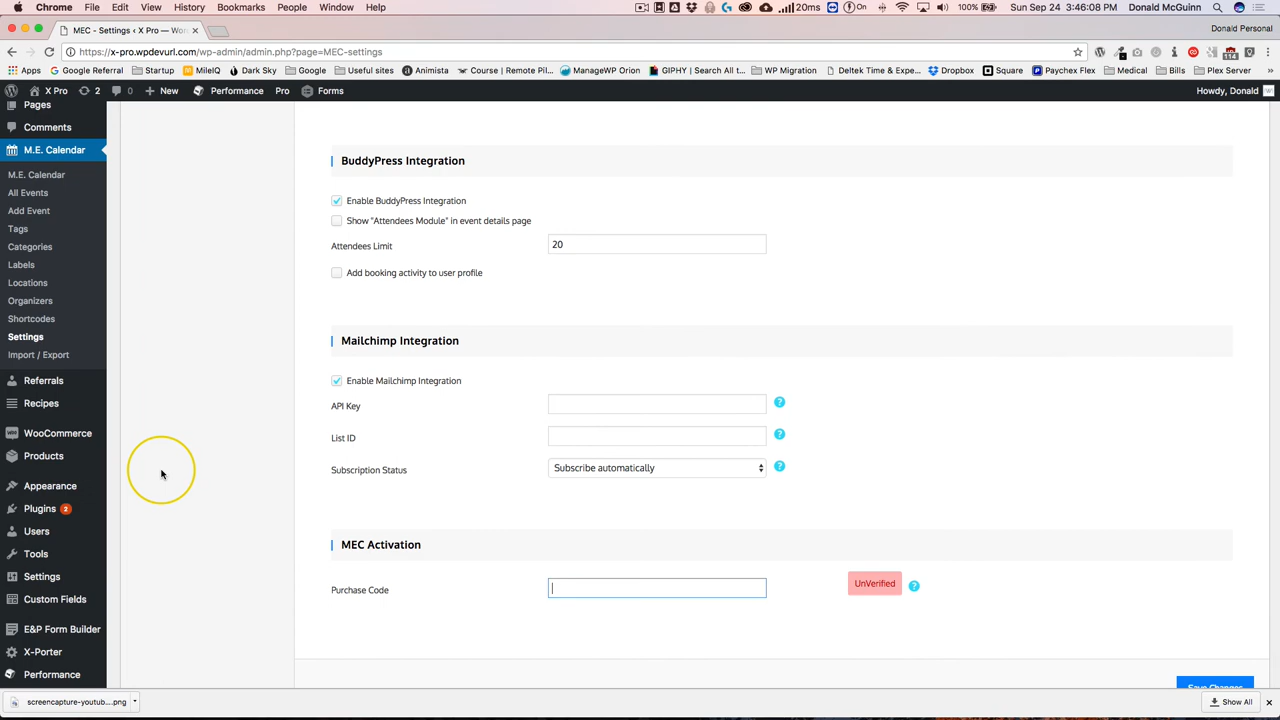 Chrome File Edit View History Bookmarks People Window Help 20ms On 100% Sun Sep 24 3:46:08 PM Donald McGuinn
MEC - Settings ‹ X Pro — Wor Donald Personal
https://x-pro.wpdevurl.com/wp-admin/admin.php?page=MEC-settings 114
Apps Google Referral Startup MileIQ Dark Sky Google Useful sites Animista Course | Remote Pil... ManageWP Orion GIPHY | Search All t... WP Migration Deltek Time & Expe... Dropbox Square Paychex Flex Medical Bills Plex Server
X Pro 2 0 New Performance Pro Forms Howdy, Donald
Pages
Comments
M.E. Calendar
M.E. Calendar
All Events
Add Event
Tags
Categories
Labels
Locations
Organizers
Shortcodes
Settings
Import / Export
Referrals
Recipes
WooCommerce
Products
Appearance
Plugins 2
Users
Tools
Settings
Custom Fields
E&P Form Builder
X-Porter
Performance
BuddyPress Integration
Enable BuddyPress Integration
Show "Attendees Module" in event details page
Attendees Limit 20
Add booking activity to user profile
Mailchimp Integration
Enable Mailchimp Integration
API Key ?
List ID ?
Subscription Status Subscribe automatically ?
MEC Activation
Purchase Code UnVerified ?
Save Changes
screencapture-youtub....png Show All